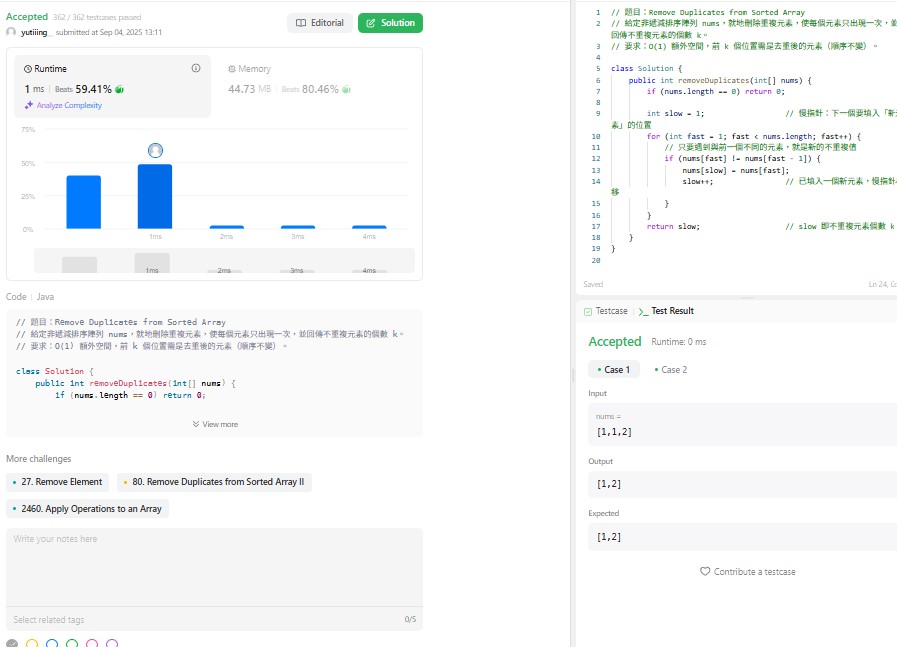 Accepted 362 / 362 testcases passed
yutiiing_ submitted at Sep 04, 2025 13:11
Editorial
Solution
Runtime
1 ms Beats 59.41%
Analyze Complexity
Memory
44.73 MB Beats 80.46%
75%
50%
25%
0%
1ms 2ms 3ms 4ms
1ms 2ms 3ms 4ms
Code Java
// 題目：Remove Duplicates from Sorted Array
// 給定非遞減排序陣列 nums，就地刪除重複元素，使每個元素只出現一次，並回傳不重複元素的個數 k。
// 要求：O(1) 額外空間，前 k 個位置需是去重後的元素（順序不變）。
class Solution {
public int removeDuplicates(int[] nums) {
if (nums.length == 0) return 0;
View more
More challenges
27. Remove Element
80. Remove Duplicates from Sorted Array II
2460. Apply Operations to an Array
Write your notes here
Select related tags 0/5
1 // 題目：Remove Duplicates from Sorted Array
2 // 給定非遞減排序陣列 nums，就地刪除重複元素，使每個元素只出現一次，並
回傳不重複元素的個數 k。
3 // 要求：O(1) 額外空間，前 k 個位置需是去重後的元素（順序不變）。
4
5 class Solution {
6 public int removeDuplicates(int[] nums) {
7 if (nums.length == 0) return 0;
8
9 int slow = 1; // 慢指針：下一個要填入「新元
素」的位置
10 for (int fast = 1; fast < nums.length; fast++) {
11 // 只要遇到與前一個不同的元素，就是新的不重複值
12 if (nums[fast] != nums[fast - 1]) {
13 nums[slow] = nums[fast];
14 slow++; // 已填入一個新元素，慢指針
移
15 }
16 }
17 return slow; // slow 即不重複元素個數 k
18 }
19 }
20
Saved Ln 24,
Testcase
Test Result
Accepted Runtime: 0 ms
Case 1
Case 2
Input
nums =
[1,1,2]
Output
[1,2]
Expected
[1,2]
Contribute a testcase